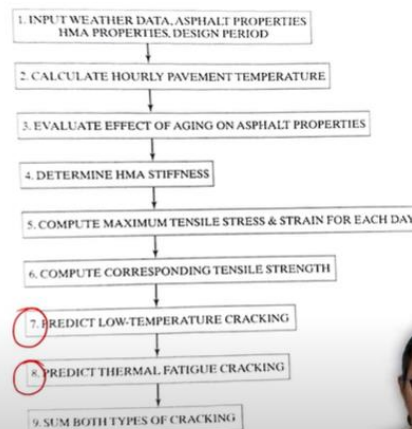 1. INPUT WEATHER DATA, ASPHALT PROPERTIES
HMA PROPERTIES, DESIGN PERIOD
2. CALCULATE HOURLY PAVEMENT TEMPERATURE
3. EVALUATE EFFECT OF AGING ON ASPHALT PROPERTIES
4. DETERMINE HMA STIFFNESS
5. COMPUTE MAXIMUM TENSILE STRESS & STRAIN FOR EACH DAY
6. COMPUTE CORRESPONDING TENSILE STRENGTH
7. PREDICT LOW-TEMPERATURE CRACKING
8. PREDICT THERMAL FATIGUE CRACKING
9. SUM BOTH TYPES OF CRACKING